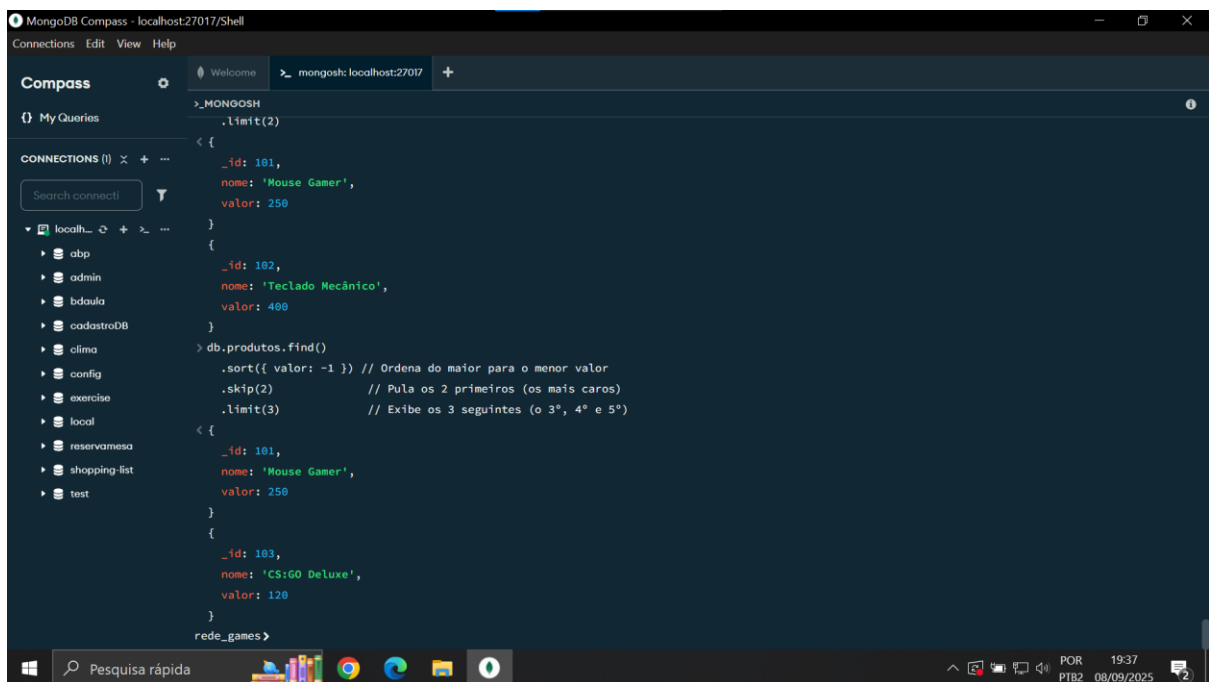 MongoDB Compass - localhost:27017/Shell
Connections Edit View Help
Compass
{} My Queries
CONNECTIONS (1)
Search connecti
localh...
abp
admin
bdaula
cadastroDB
clima
config
exercise
local
reservamesa
shopping-list
test
Welcome
>_ mongosh: localhost:27017
>_MONGOSH
.limit(2)
< {
_id: 101,
nome: 'Mouse Gamer',
valor: 250
}
{
_id: 102,
nome: 'Teclado Mecânico',
valor: 400
}
> db.produtos.find()
.sort({ valor: -1 }) // Ordena do maior para o menor valor
.skip(2) // Pula os 2 primeiros (os mais caros)
.limit(3) // Exibe os 3 seguintes (o 3º, 4º e 5º)
< {
_id: 101,
nome: 'Mouse Gamer',
valor: 250
}
{
_id: 103,
nome: 'CS:GO Deluxe',
valor: 120
}
rede_games>
Pesquisa rápida
POR
PTB2
19:37
08/09/2025
2